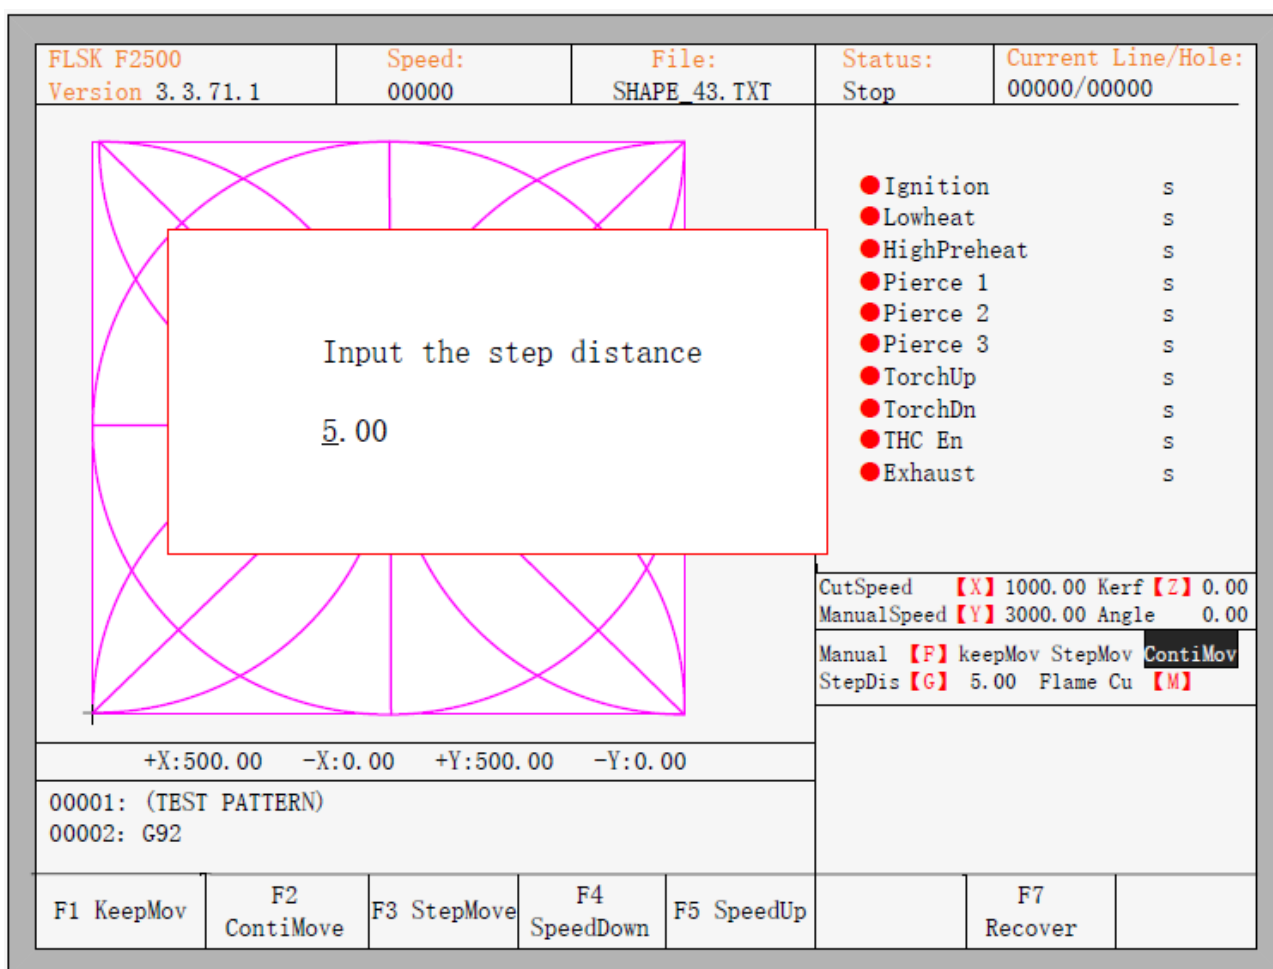 FLSK F2500
Version 3.3.71.1
Speed:
00000
File:
SHAPE_43.TXT
Status:
Stop
Current Line/Hole:
00000/00000
Ignition s
Lowheat s
HighPreheat s
Pierce 1 s
Pierce 2 s
Pierce 3 s
TorchUp s
TorchDn s
THC En s
Exhaust s
Input the step distance
5.00
CutSpeed 【X】 1000.00 Kerf 【Z】 0.00
ManualSpeed 【Y】 3000.00 Angle 0.00
Manual 【F】 keepMov StepMov ContiMov
StepDis 【G】 5.00 Flame Cu 【M】
+X:500.00 -X:0.00 +Y:500.00 -Y:0.00
00001: (TEST PATTERN)
00002: G92
F1 KeepMov
F2
ContiMove
F3 StepMove
F4
SpeedDown
F5 SpeedUp
F7
Recover